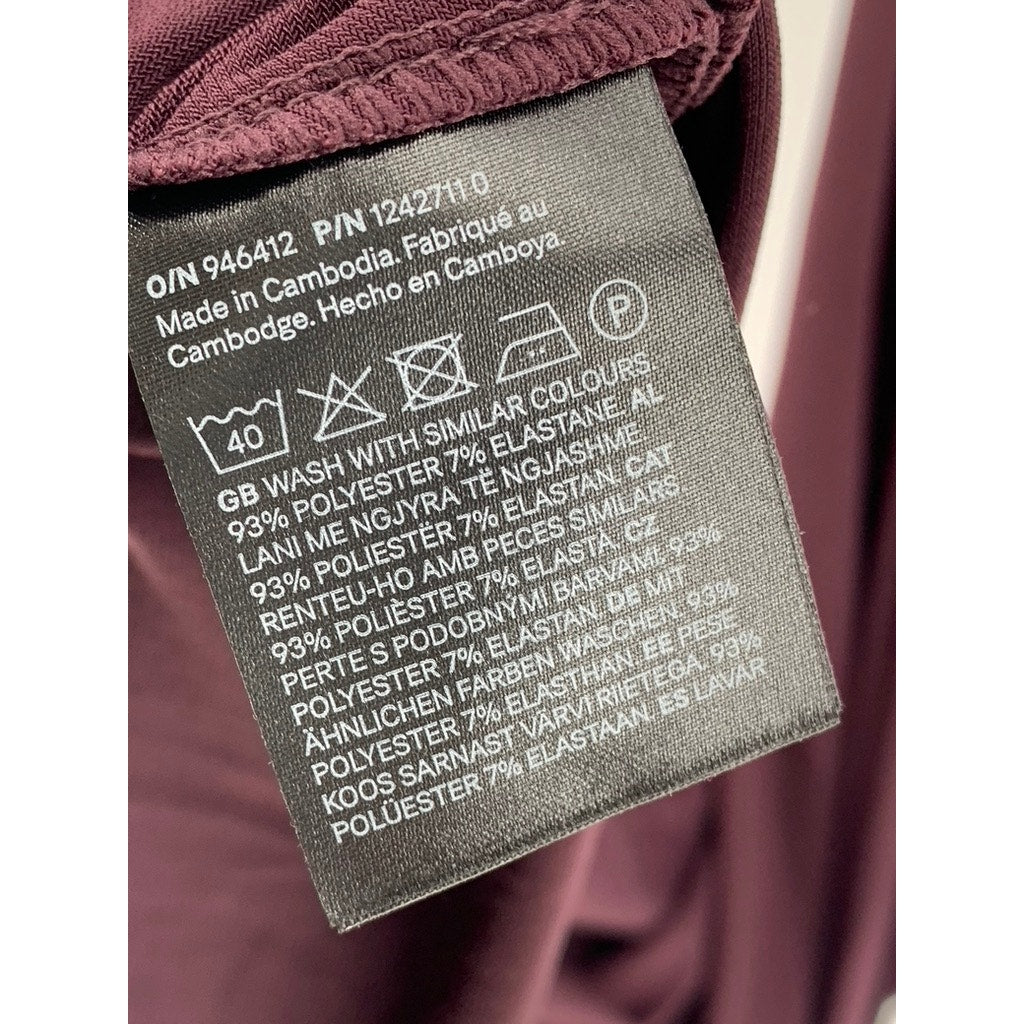 O/N 946412 P/N 1242711 0
Made in Cambodia. Fabriqué au
Cambodge. Hecho en Camboya.
40 P
GB WASH WITH SIMILAR COLOURS
93% POLYESTER 7% ELASTANE. AL
LANI ME NGJYRA TË NGJASHME
93% POLIESTËR 7% ELASTAN. CAT
RENTEU-HO AMB PECES SIMILARS
93% POLIÈSTER 7% ELASTÀ. CZ
PERTE S PODOBNÝMI BARVAMI. 93%
POLYESTER 7% ELASTAN. DE MIT
ÄHNLICHEN FARBEN WASCHEN. 93%
POLYESTER 7% ELASTHAN. EE PESE
KOOS SARNAST VÄRVI RIIETEGA. 93%
POLÜESTER 7% ELASTAAN. ES LAVAR